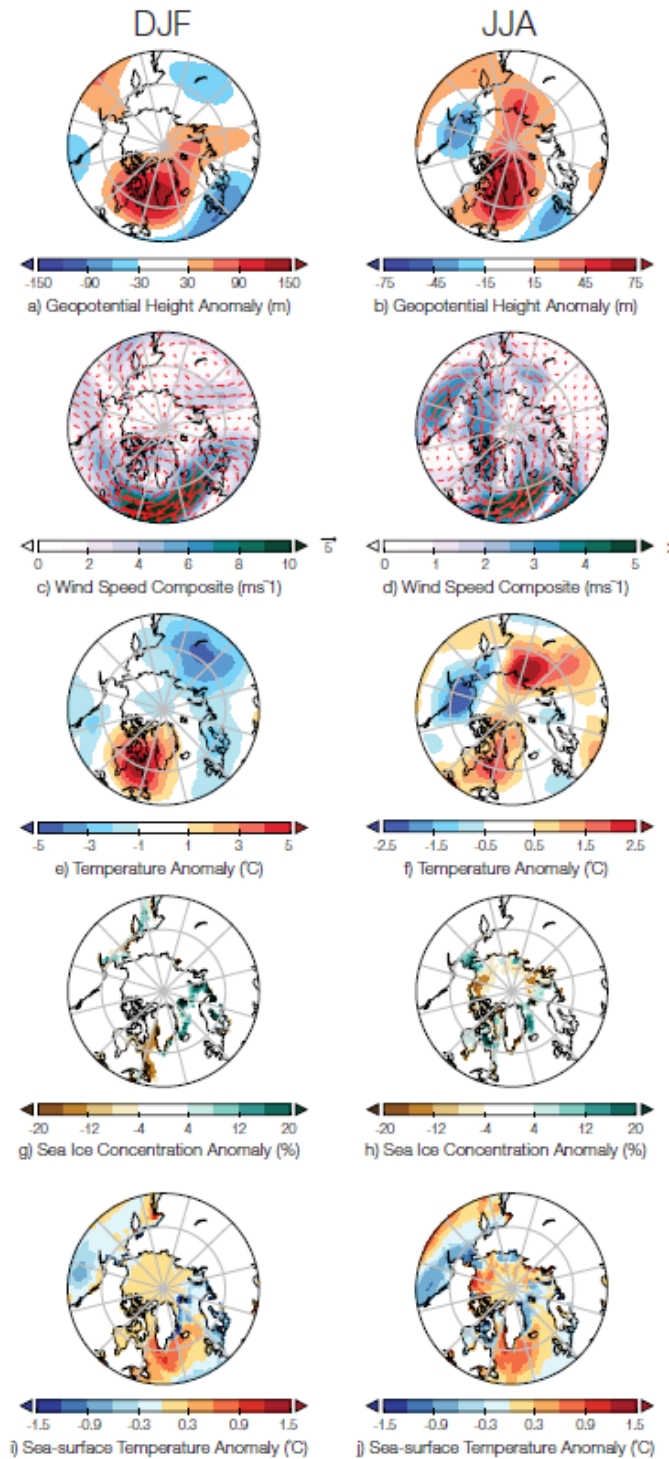 DJF JJA
-150 -90 -30 30 90 150 -75 -45 -15 15 45 75
a) Geopotential Height Anomaly (m) b) Geopotential Height Anomaly (m)
0 2 4 6 8 10 5 0 1 2 3 4 5
c) Wind Speed Composite (ms⁻1) d) Wind Speed Composite (ms⁻1)
-5 -3 -1 1 3 5 -2.5 -1.5 -0.5 0.5 1.5 2.5
e) Temperature Anomaly (°C) f) Temperature Anomaly (°C)
-20 -12 -4 4 12 20 -20 -12 -4 4 12 20
g) Sea Ice Concentration Anomaly (%) h) Sea Ice Concentration Anomaly (%)
-1.5 -0.9 -0.3 0.3 0.9 1.5 -1.5 -0.9 -0.3 0.3 0.9 1.5
i) Sea-surface Temperature Anomaly (°C) j) Sea-surface Temperature Anomaly (°C)